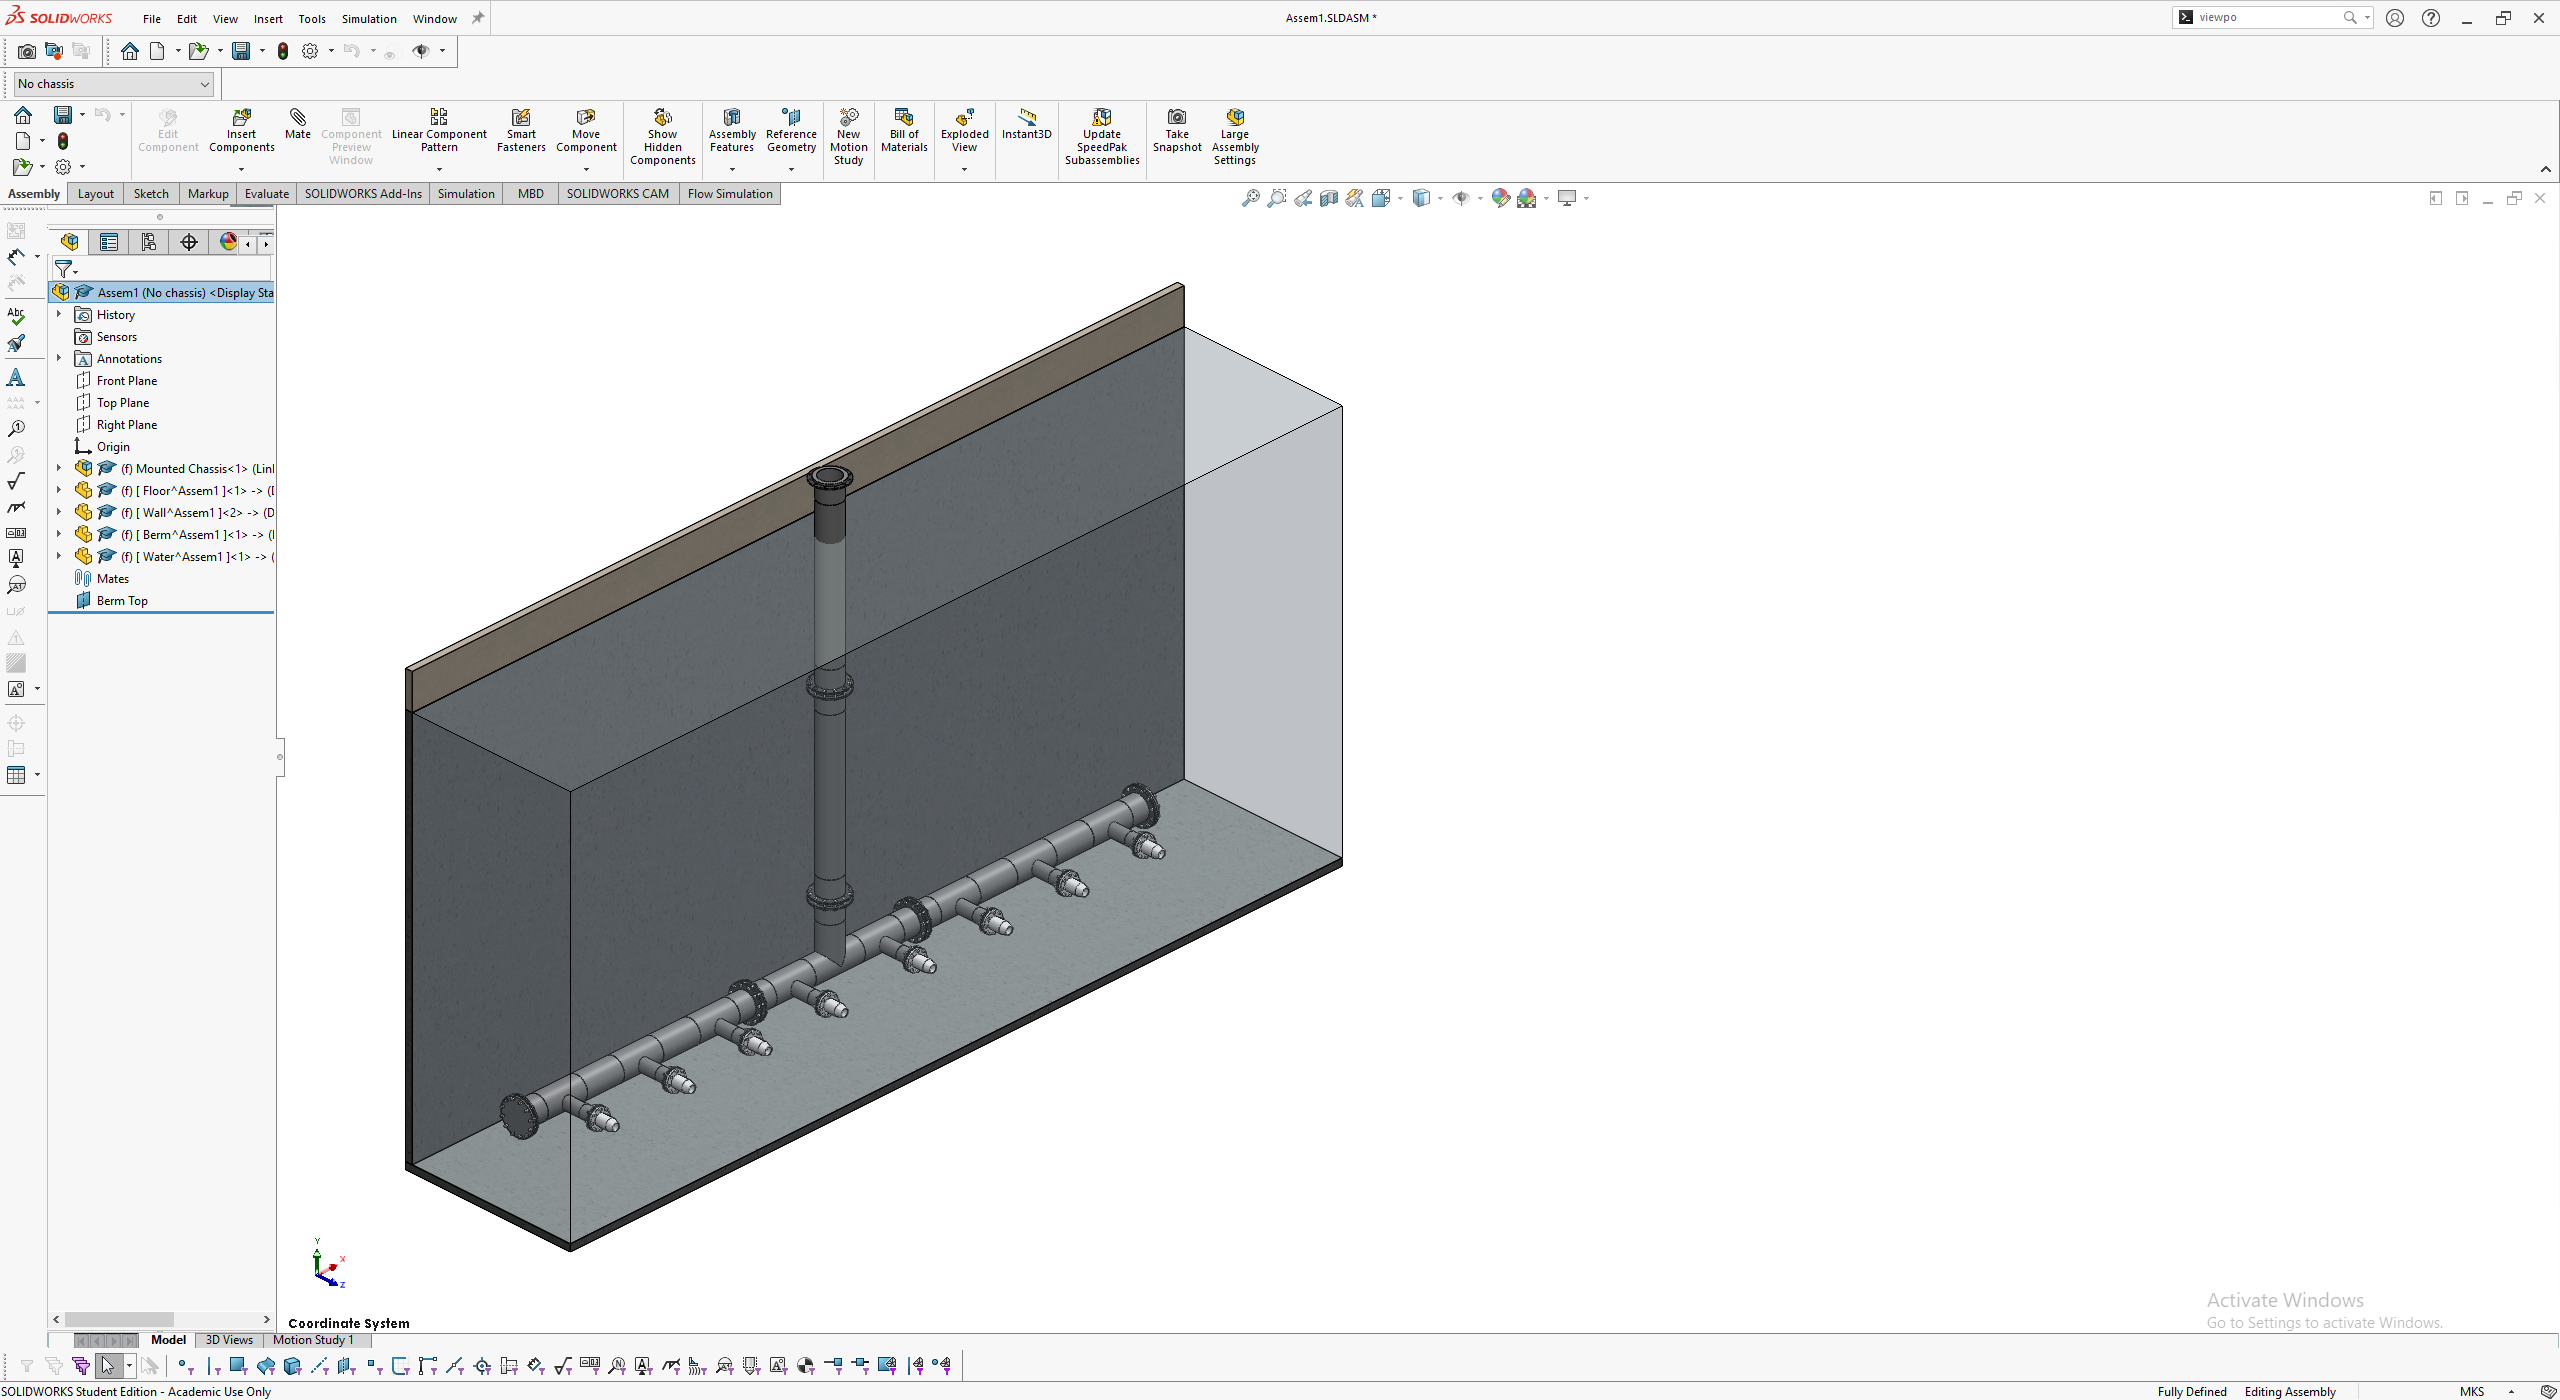 SOLIDWORKS File Edit View Insert Tools Simulation Window Assem1.SLDASM * viewpo
No chassis
Edit Component
Insert Components
Mate
Component Preview Window
Linear Component Pattern
Smart Fasteners
Move Component
Show Hidden Components
Assembly Features
Reference Geometry
New Motion Study
Bill of Materials
Exploded View
Instant3D
Update SpeedPak Subassemblies
Take Snapshot
Large Assembly Settings
Assembly Layout Sketch Markup Evaluate SOLIDWORKS Add-Ins Simulation MBD SOLIDWORKS CAM Flow Simulation
Assem1 (No chassis) <Display Sta
History
Sensors
Annotations
Front Plane
Top Plane
Right Plane
Origin
(f) Mounted Chassis<1> (Linl
(f) [ Floor^Assem1 ]<1> -> (D
(f) [ Wall^Assem1 ]<2> -> (D
(f) [ Berm^Assem1 ]<1> -> (
(f) [ Water^Assem1 ]<1> -> (
Mates
Berm Top
Abc
Y
X
Z
Coordinate System
Activate Windows
Go to Settings to activate Windows.
Model 3D Views Motion Study 1
SOLIDWORKS Student Edition - Academic Use Only Fully Defined Editing Assembly MKS